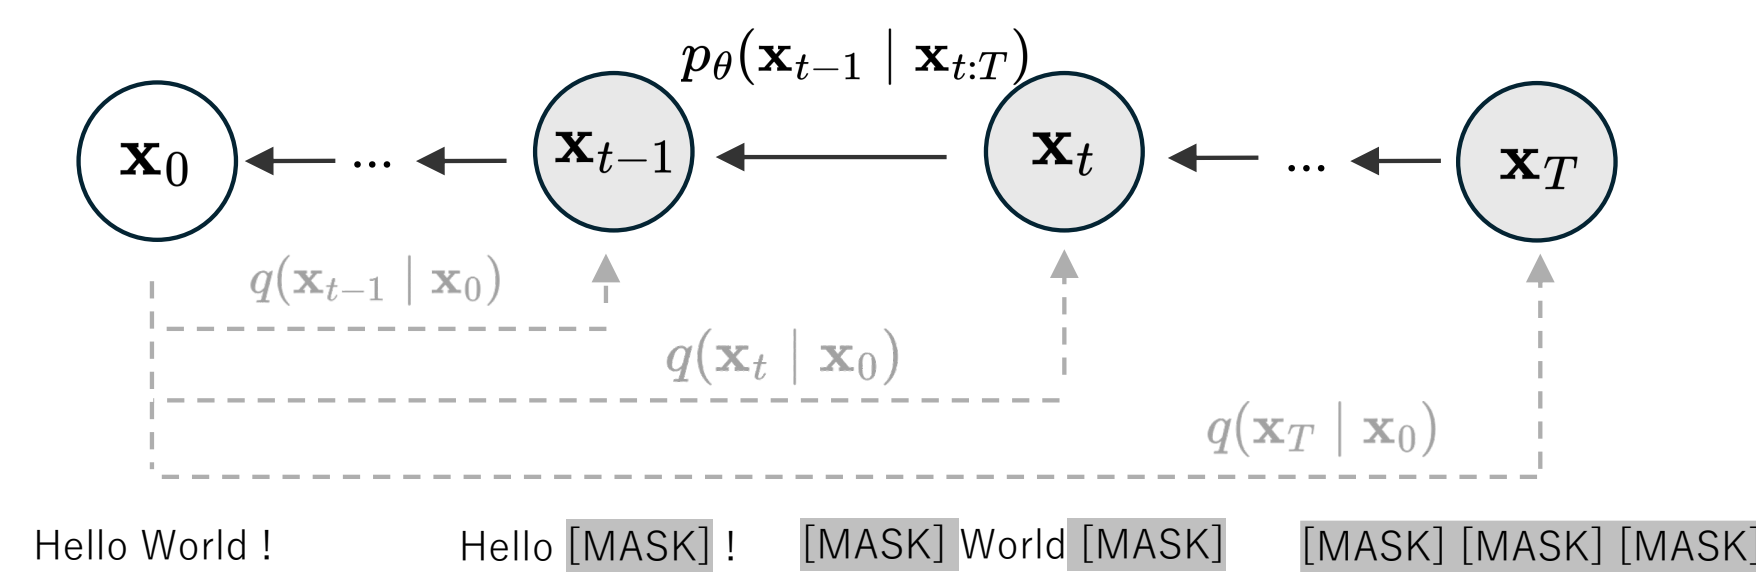 p_θ(x_{t−1} | x_{t:T})
x_0 ... x_{t−1} x_t ... x_T
q(x_{t−1} | x_0)
q(x_t | x_0)
q(x_T | x_0)
Hello World ! Hello [MASK] ! [MASK] World [MASK] [MASK] [MASK] [MASK]